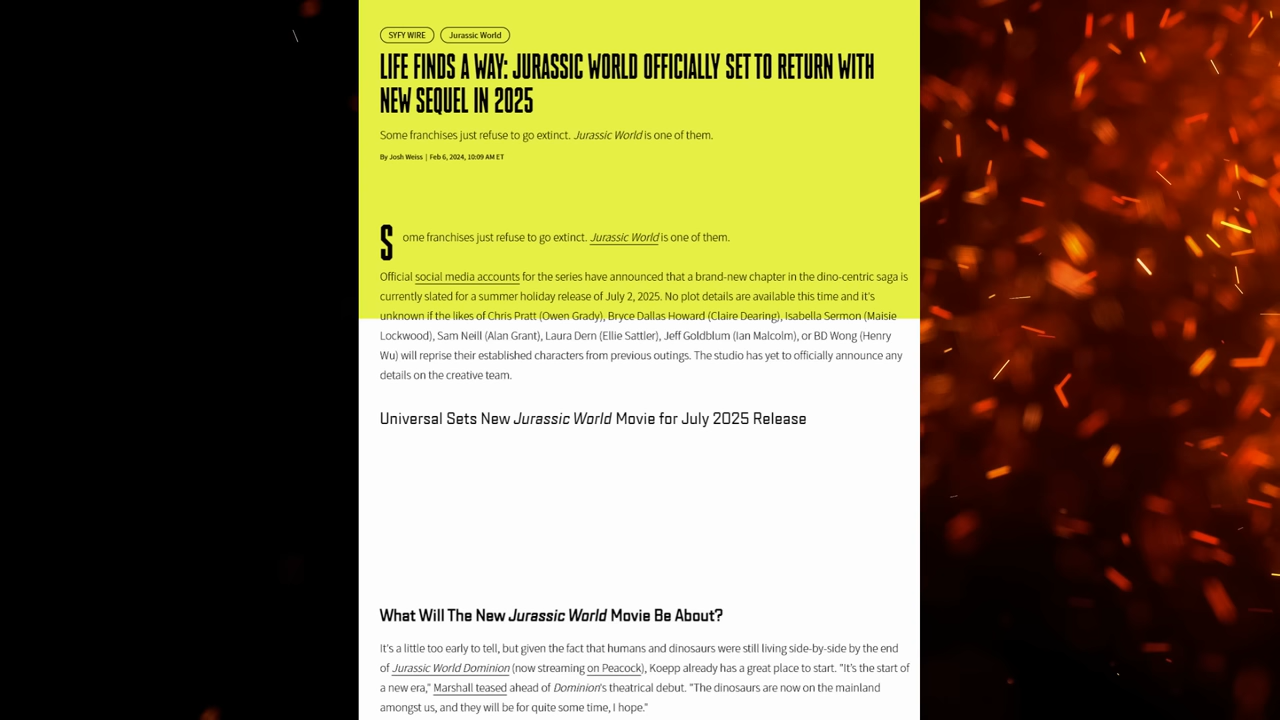 SYFY WIRE
Jurassic World
LIFE FINDS A WAY: JURASSIC WORLD OFFICIALLY SET TO RETURN WITH
NEW SEQUEL IN 2025
Some franchises just refuse to go extinct. Jurassic World is one of them.
By Josh Weiss | Feb 6, 2024, 10:09 AM ET
Some franchises just refuse to go extinct. Jurassic World is one of them.
Official social media accounts for the series have announced that a brand-new chapter in the dino-centric saga is
currently slated for a summer holiday release of July 2, 2025. No plot details are available this time and it's
unknown if the likes of Chris Pratt (Owen Grady), Bryce Dallas Howard (Claire Dearing), Isabella Sermon (Maisie
Lockwood), Sam Neill (Alan Grant), Laura Dern (Ellie Sattler), Jeff Goldblum (Ian Malcolm), or BD Wong (Henry
Wu) will reprise their established characters from previous outings. The studio has yet to officially announce any
details on the creative team.
Universal Sets New Jurassic World Movie for July 2025 Release
What Will The New Jurassic World Movie Be About?
It's a little too early to tell, but given the fact that humans and dinosaurs were still living side-by-side by the end
of Jurassic World Dominion (now streaming on Peacock), Koepp already has a great place to start. "It's the start of
a new era," Marshall teased ahead of Dominion's theatrical debut. "The dinosaurs are now on the mainland
amongst us, and they will be for quite some time, I hope."